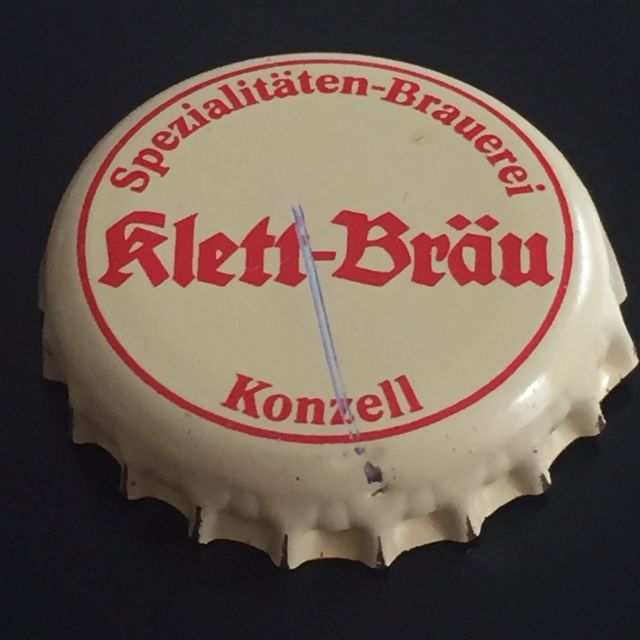 Spezialitäten-Brauerei
Klett-Bräu
Konzell